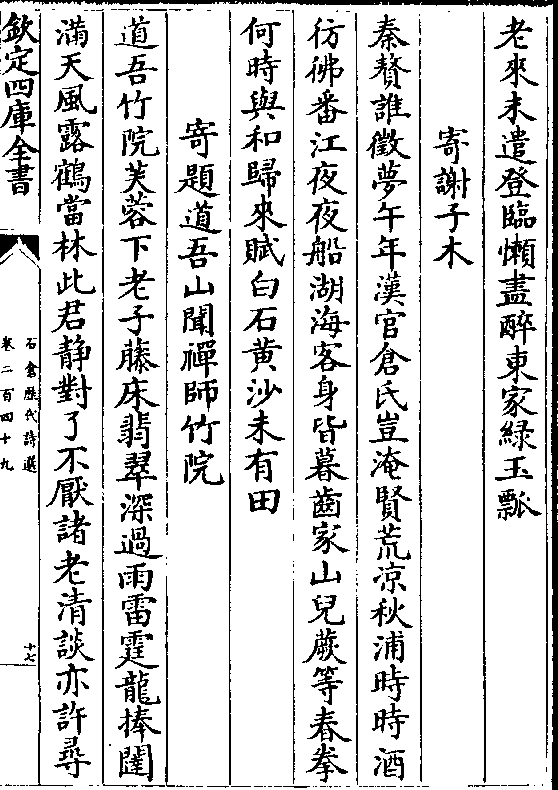 老來未遣登臨懶盡醉東家緑玉瓢
寄謝子木
秦贅誰徵夢午年漢官倉氏豈淹賢荒凉秋浦時時酒
彷彿番江夜夜船湖海客身皆暮齒家山兒蕨等春拳
何時與和歸來賦白石黄沙未有田
寄題道吾山聞禪師竹院
道吾竹院芙蓉下老子藤床翡翠深過雨雷霆龍捧闥
滿天風露鶴當林此君静對了不厭諸老清談亦許尋
欽定四庫全書
石倉歴代詩選
卷二百四十九
十七